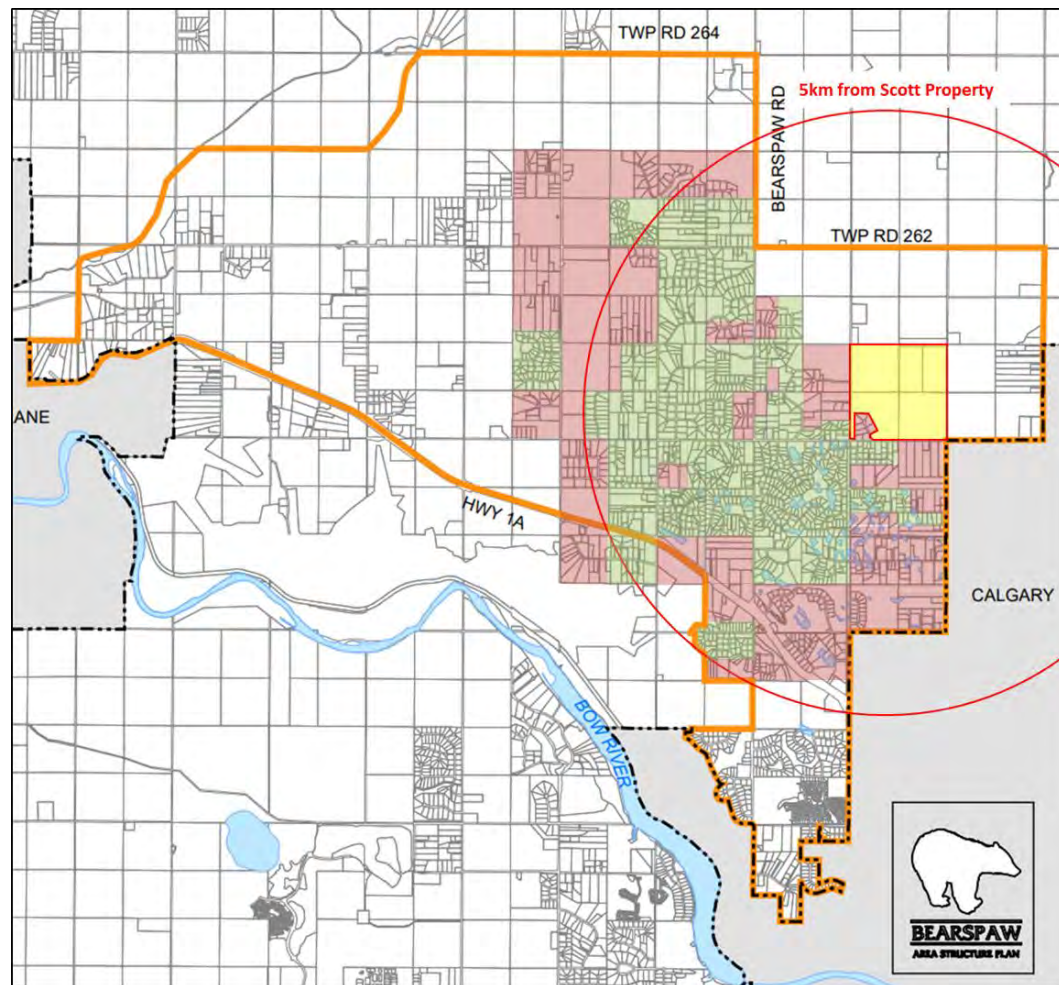 TWP RD 264
5km from Scott Property
BEARSPAW RD
TWP RD 262
ANE
HWY 1A
CALGARY
BOW RIVER
BEARSPAW
AREA STRUCTURE PLAN